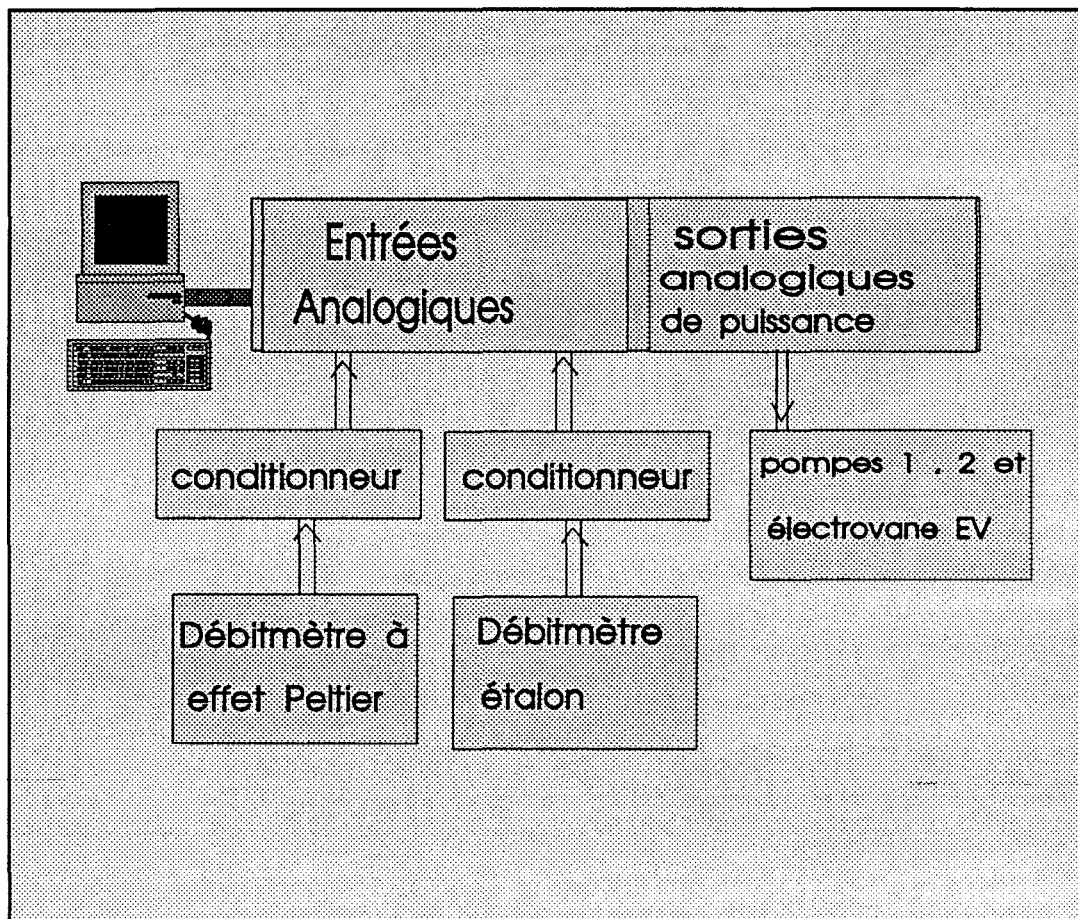 Entrées
Analogiques
sorties
analogiques
de puissance
conditionneur
conditionneur
pompes 1 , 2 et
électrovane EV
Débitmètre à
effet Peltier
Débitmètre
étalon